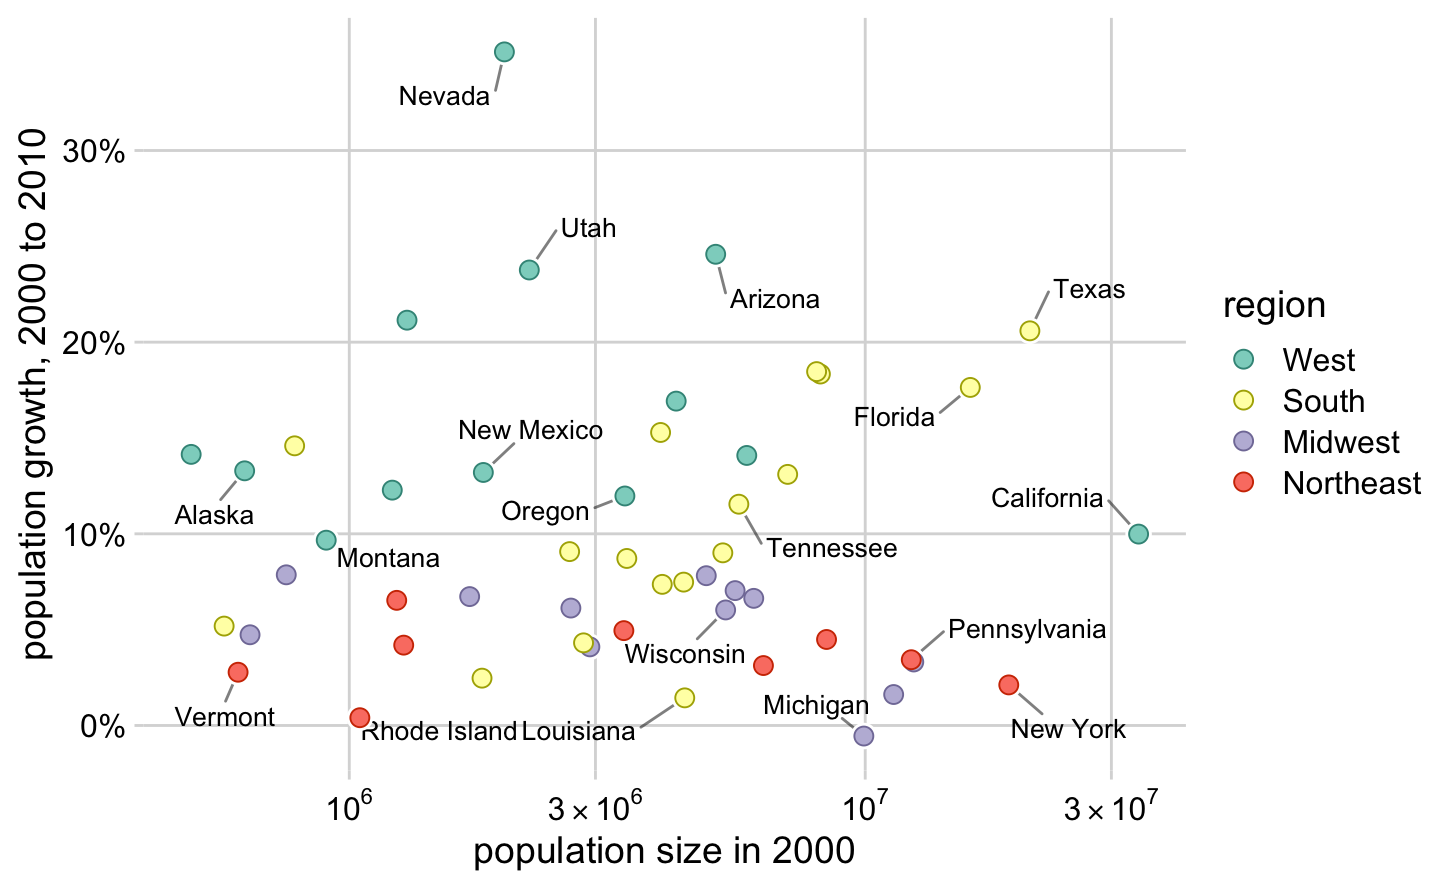 Nevada
30%
Utah
Arizona
Texas
region
20%
West
South
Midwest
Northeast
Florida
New Mexico
California
Oregon
Alaska
10%
Tennessee
Montana
Pennsylvania
Wisconsin
Michigan
Vermont
0%
Rhode Island
Louisiana
New York
population growth, 2000 to 2010
10⁶
3 × 10⁶
10⁷
3 × 10⁷
population size in 2000